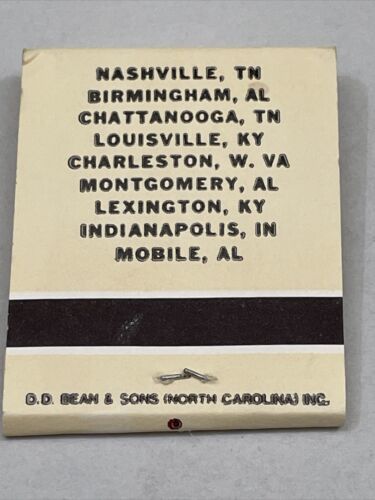 NASHVILLE, TN
BIRMINGHAM, AL
CHATTANOOGA, TN
LOUISVILLE, KY
CHARLESTON, W. VA
MONTGOMERY, AL
LEXINGTON, KY
INDIANAPOLIS, IN
MOBILE, AL
D.D. BEAN & SONS (NORTH CAROLINA) INC.